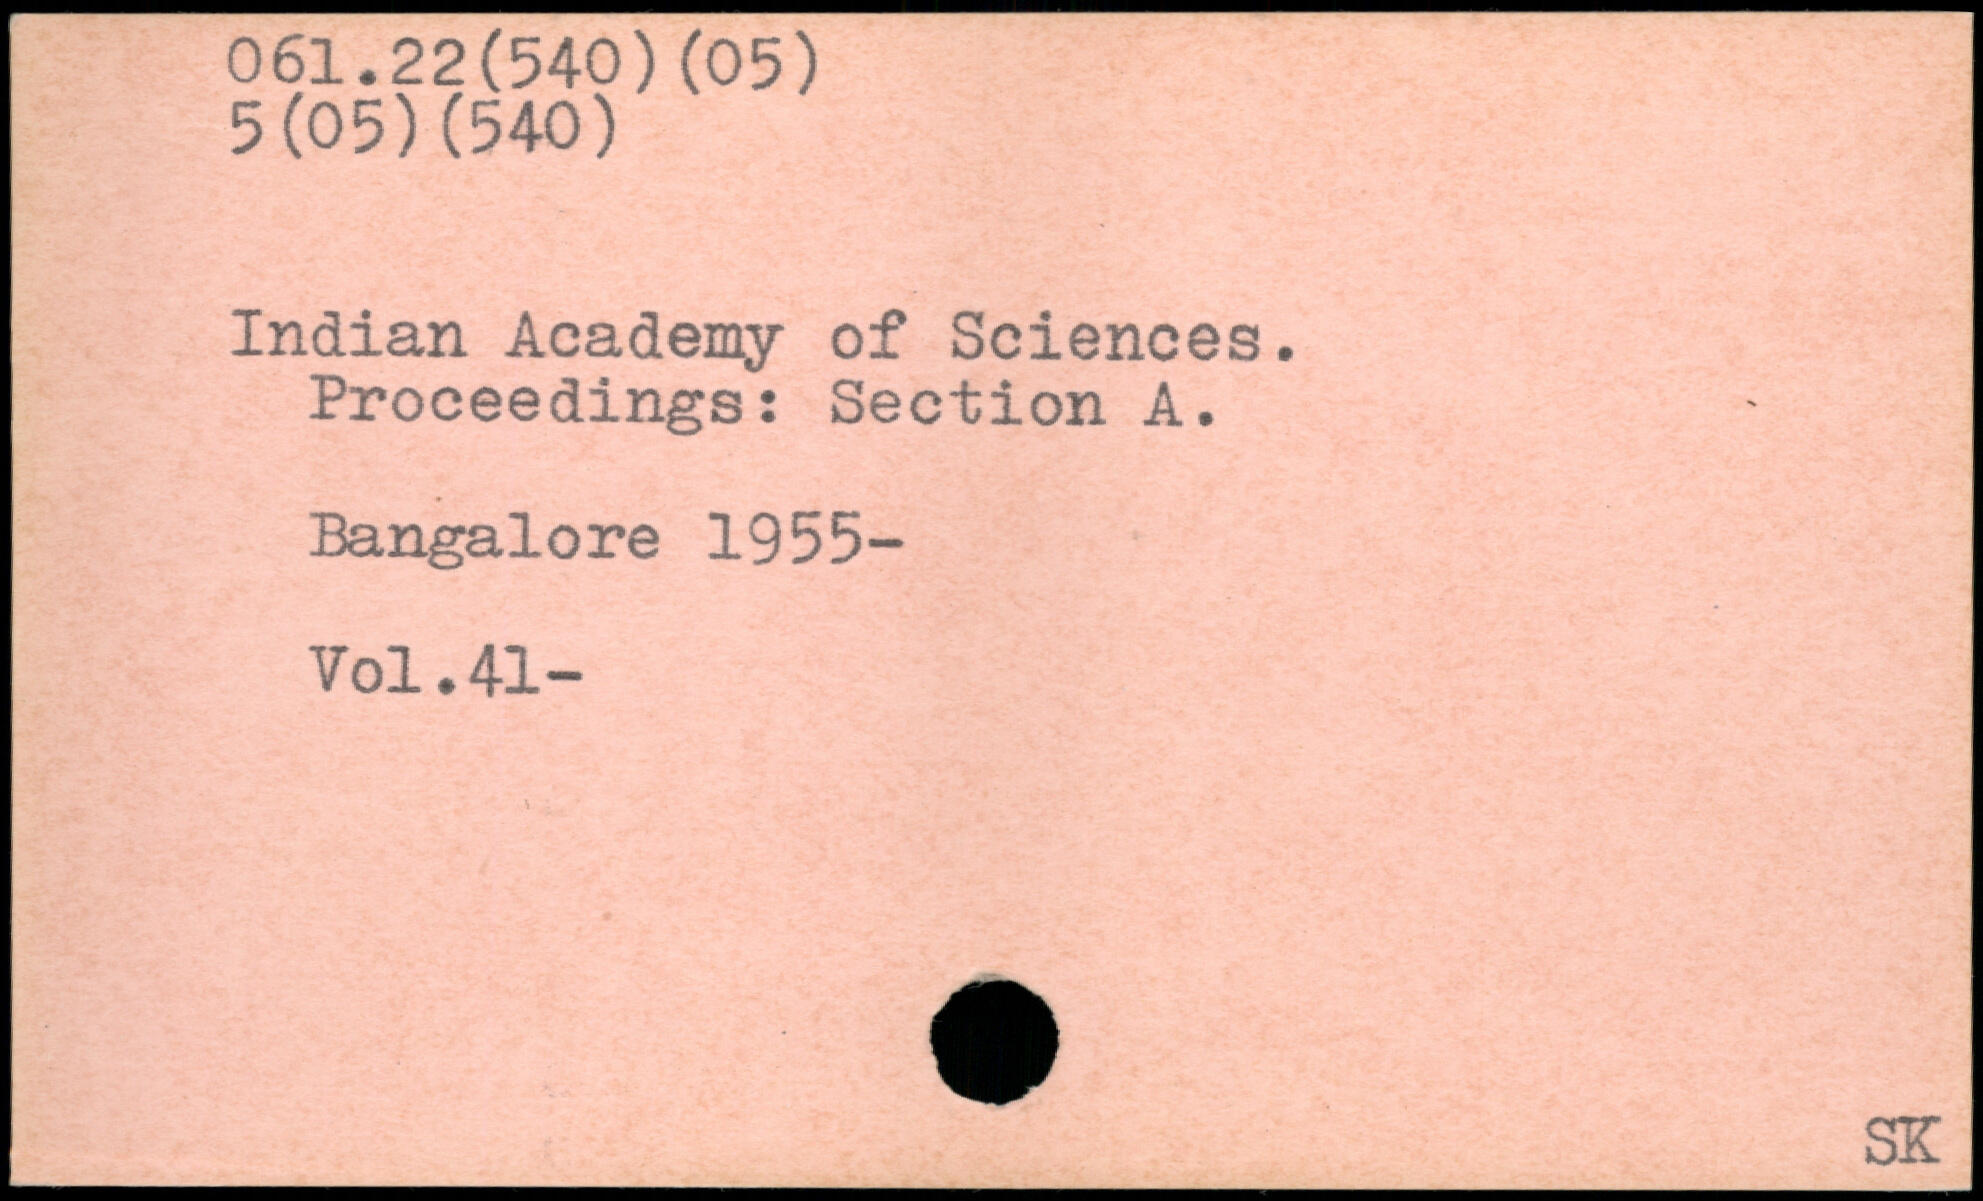 061.22(540)(05)
5(05)(540)
Indian Academy of Sciences.
Proceedings: Section A.
Bangalore 1955-
Vol.41-
SK